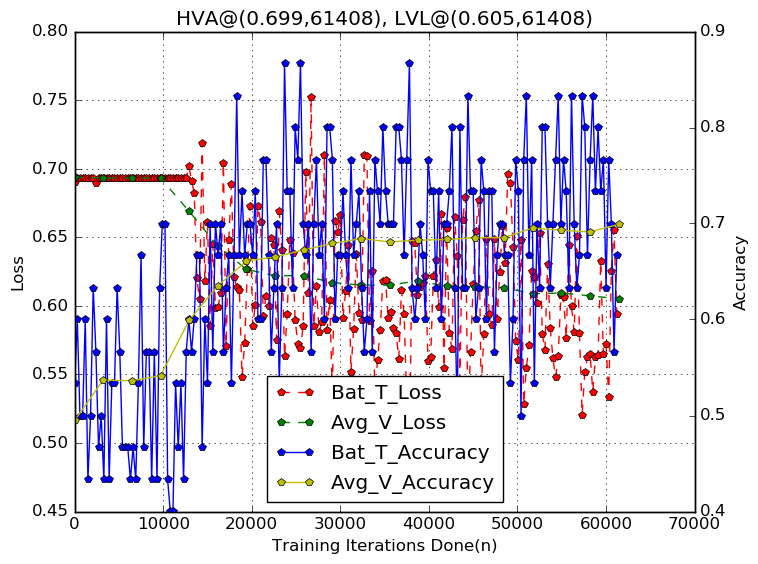 HVA@(0.699,61408), LVL@(0.605,61408)
0.80
0.75
0.70
0.65
0.60
0.55
0.50
0.45
Loss
0.9
0.8
0.7
0.6
0.5
0.4
Accuracy
Bat_T_Loss
Avg_V_Loss
Bat_T_Accuracy
Avg_V_Accuracy
0 10000 20000 30000 40000 50000 60000 70000
Training Iterations Done(n)